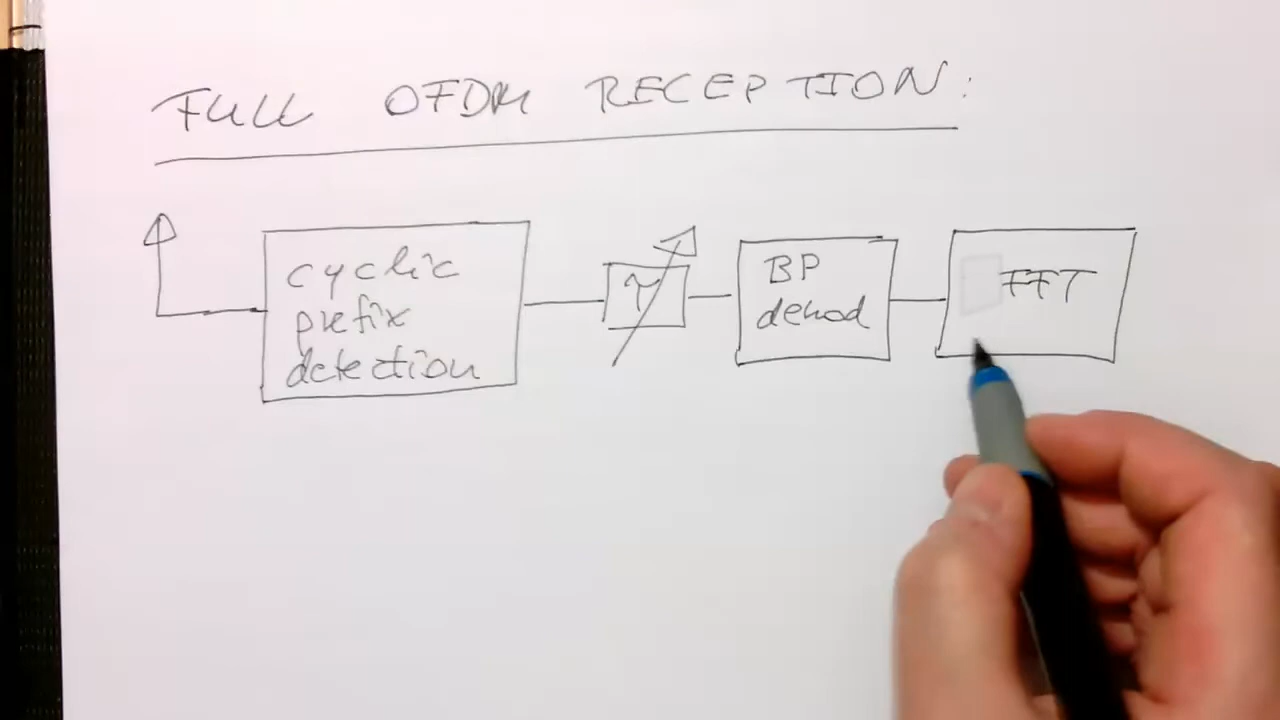 FULL OFDM RECEPTION:
cyclic
prefix
detection
τ
BP
demod
FFT